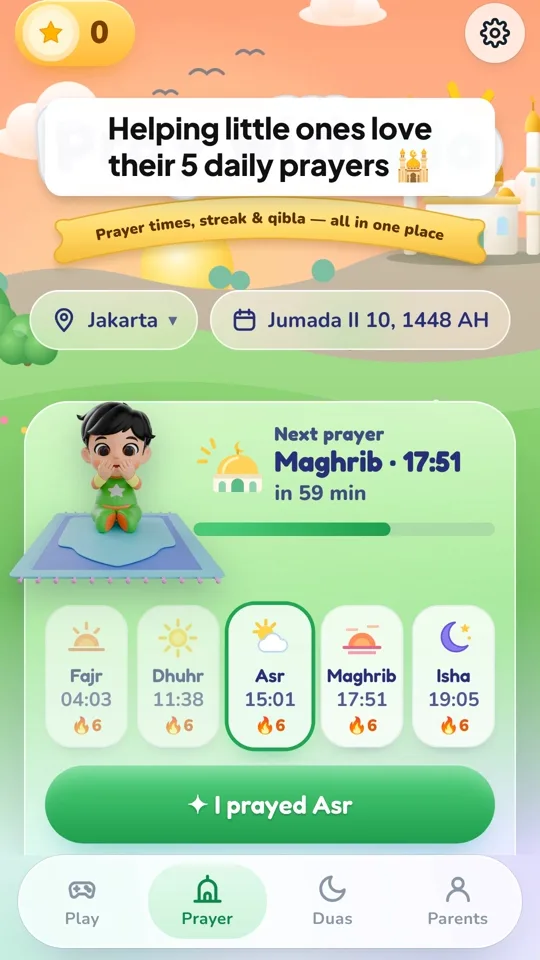 0
Helping little ones love
their 5 daily prayers
Prayer times, streak & qibla — all in one place
Jakarta ▾
Jumada II 10, 1448 AH
Next prayer
Maghrib · 17:51
in 59 min
Fajr
04:03
🔥6
Dhuhr
11:38
🔥6
Asr
15:01
🔥6
Maghrib
17:51
🔥6
Isha
19:05
🔥6
✦ I prayed Asr
Play
Prayer
Duas
Parents